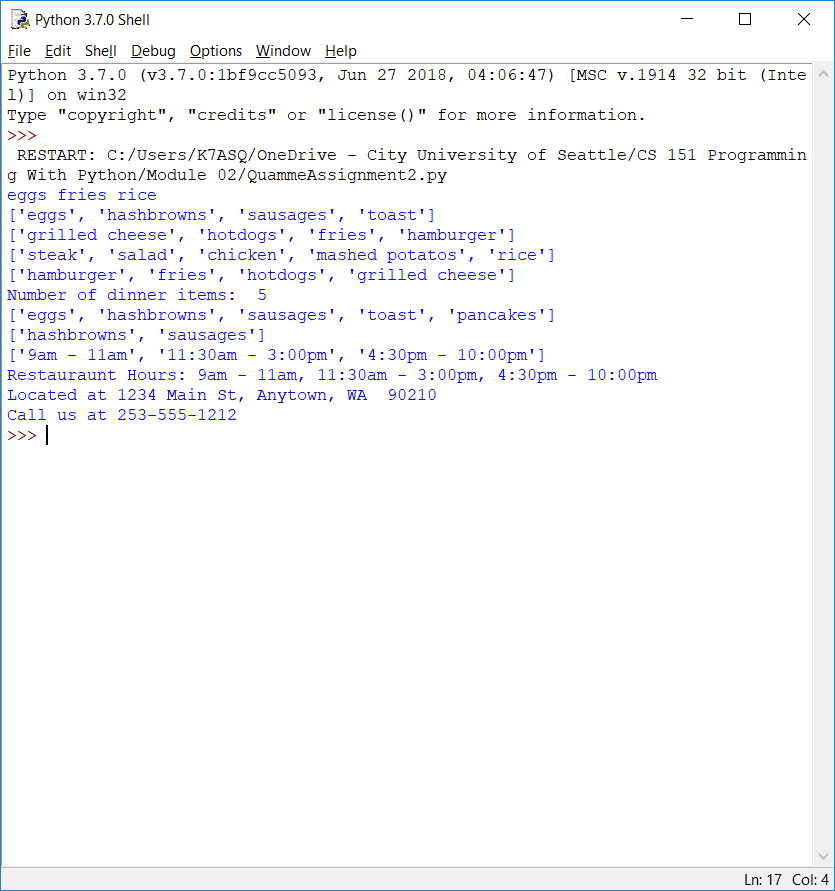 Python 3.7.0 Shell
File Edit Shell Debug Options Window Help
Python 3.7.0 (v3.7.0:1bf9cc5093, Jun 27 2018, 04:06:47) [MSC v.1914 32 bit (Inte
l)] on win32
Type "copyright", "credits" or "license()" for more information.
>>>
 RESTART: C:/Users/K7ASQ/OneDrive - City University of Seattle/CS 151 Programmin
g With Python/Module 02/QuammeAssignment2.py
eggs fries rice
['eggs', 'hashbrowns', 'sausages', 'toast']
['grilled cheese', 'hotdogs', 'fries', 'hamburger']
['steak', 'salad', 'chicken', 'mashed potatos', 'rice']
['hamburger', 'fries', 'hotdogs', 'grilled cheese']
Number of dinner items:  5
['eggs', 'hashbrowns', 'sausages', 'toast', 'pancakes']
['hashbrowns', 'sausages']
['9am - 11am', '11:30am - 3:00pm', '4:30pm - 10:00pm']
Restauraunt Hours: 9am - 11am, 11:30am - 3:00pm, 4:30pm - 10:00pm
Located at 1234 Main St, Anytown, WA  90210
Call us at 253-555-1212
>>>
Ln: 17 Col: 4